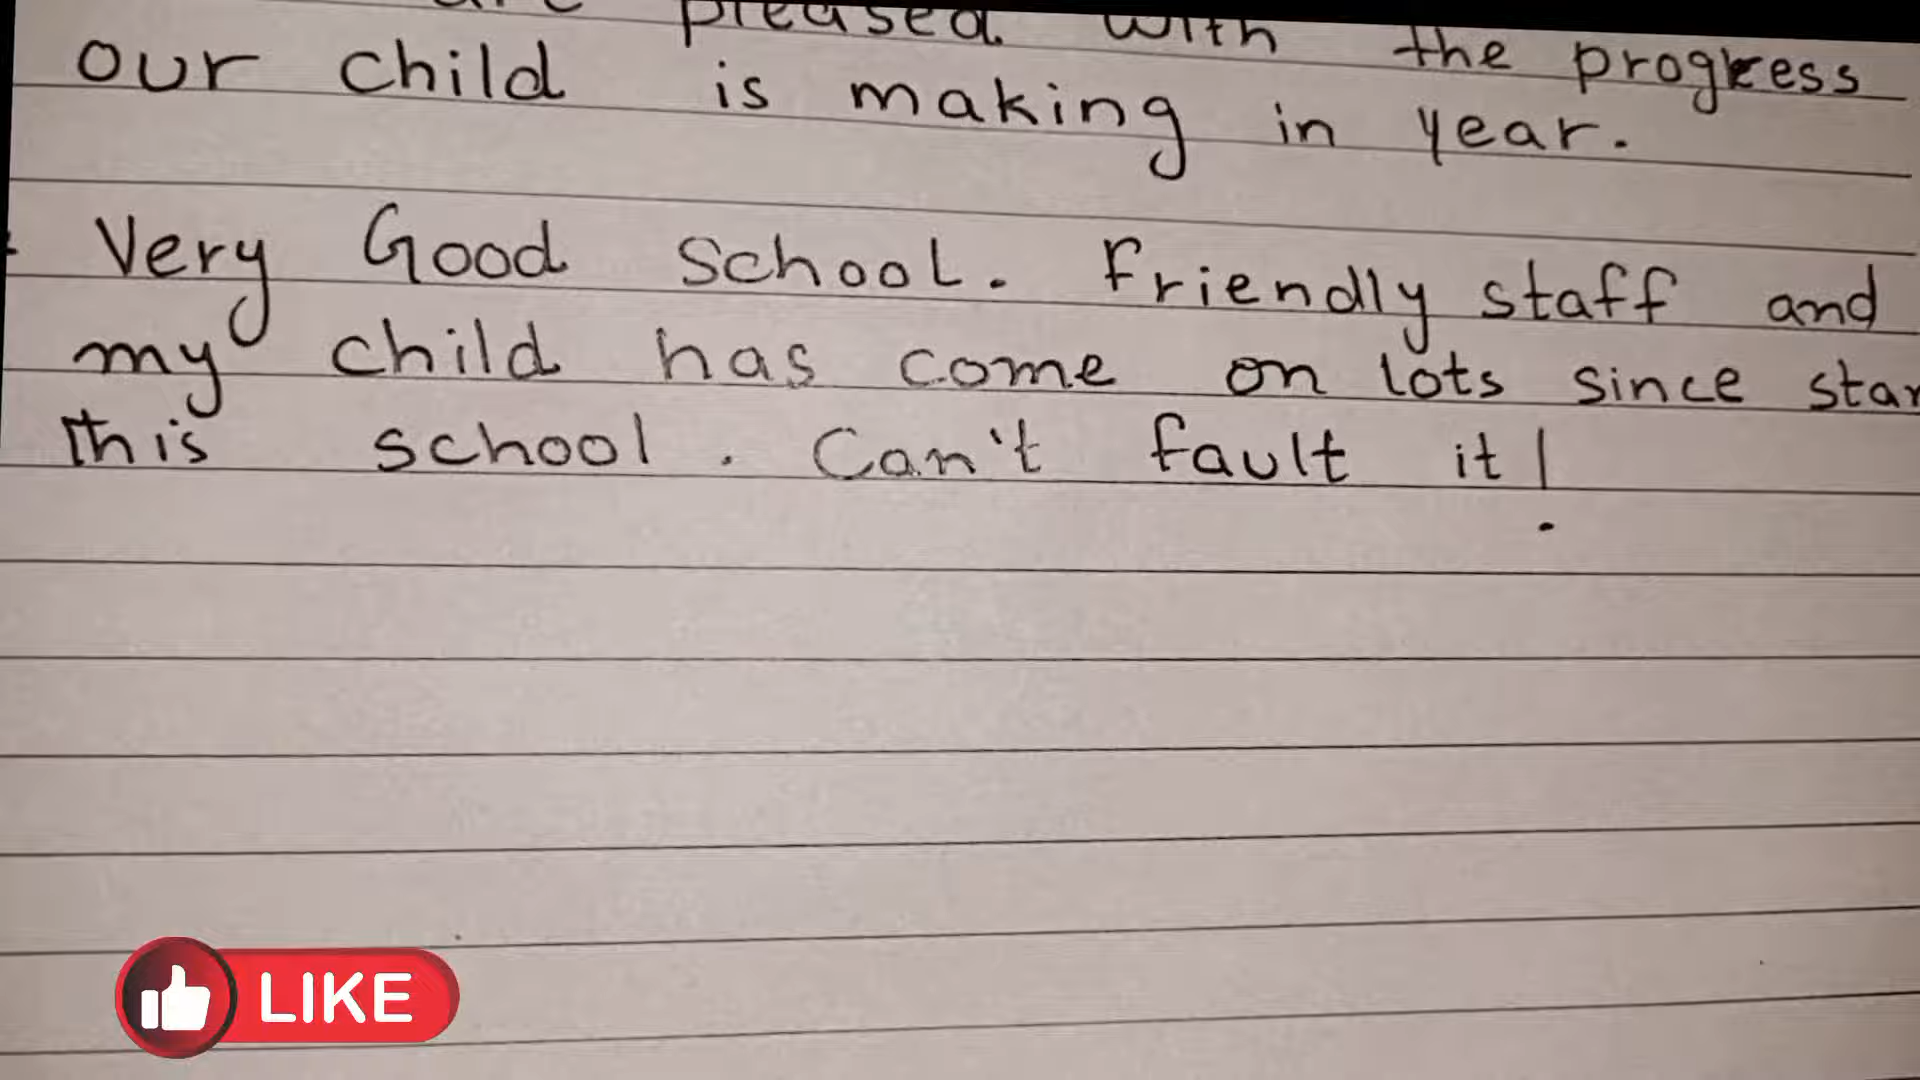 are pleased with the progress
our child is making in year.
Very Good School. Friendly staff and
my child has come on lots since star
this school. Can't fault it!
LIKE